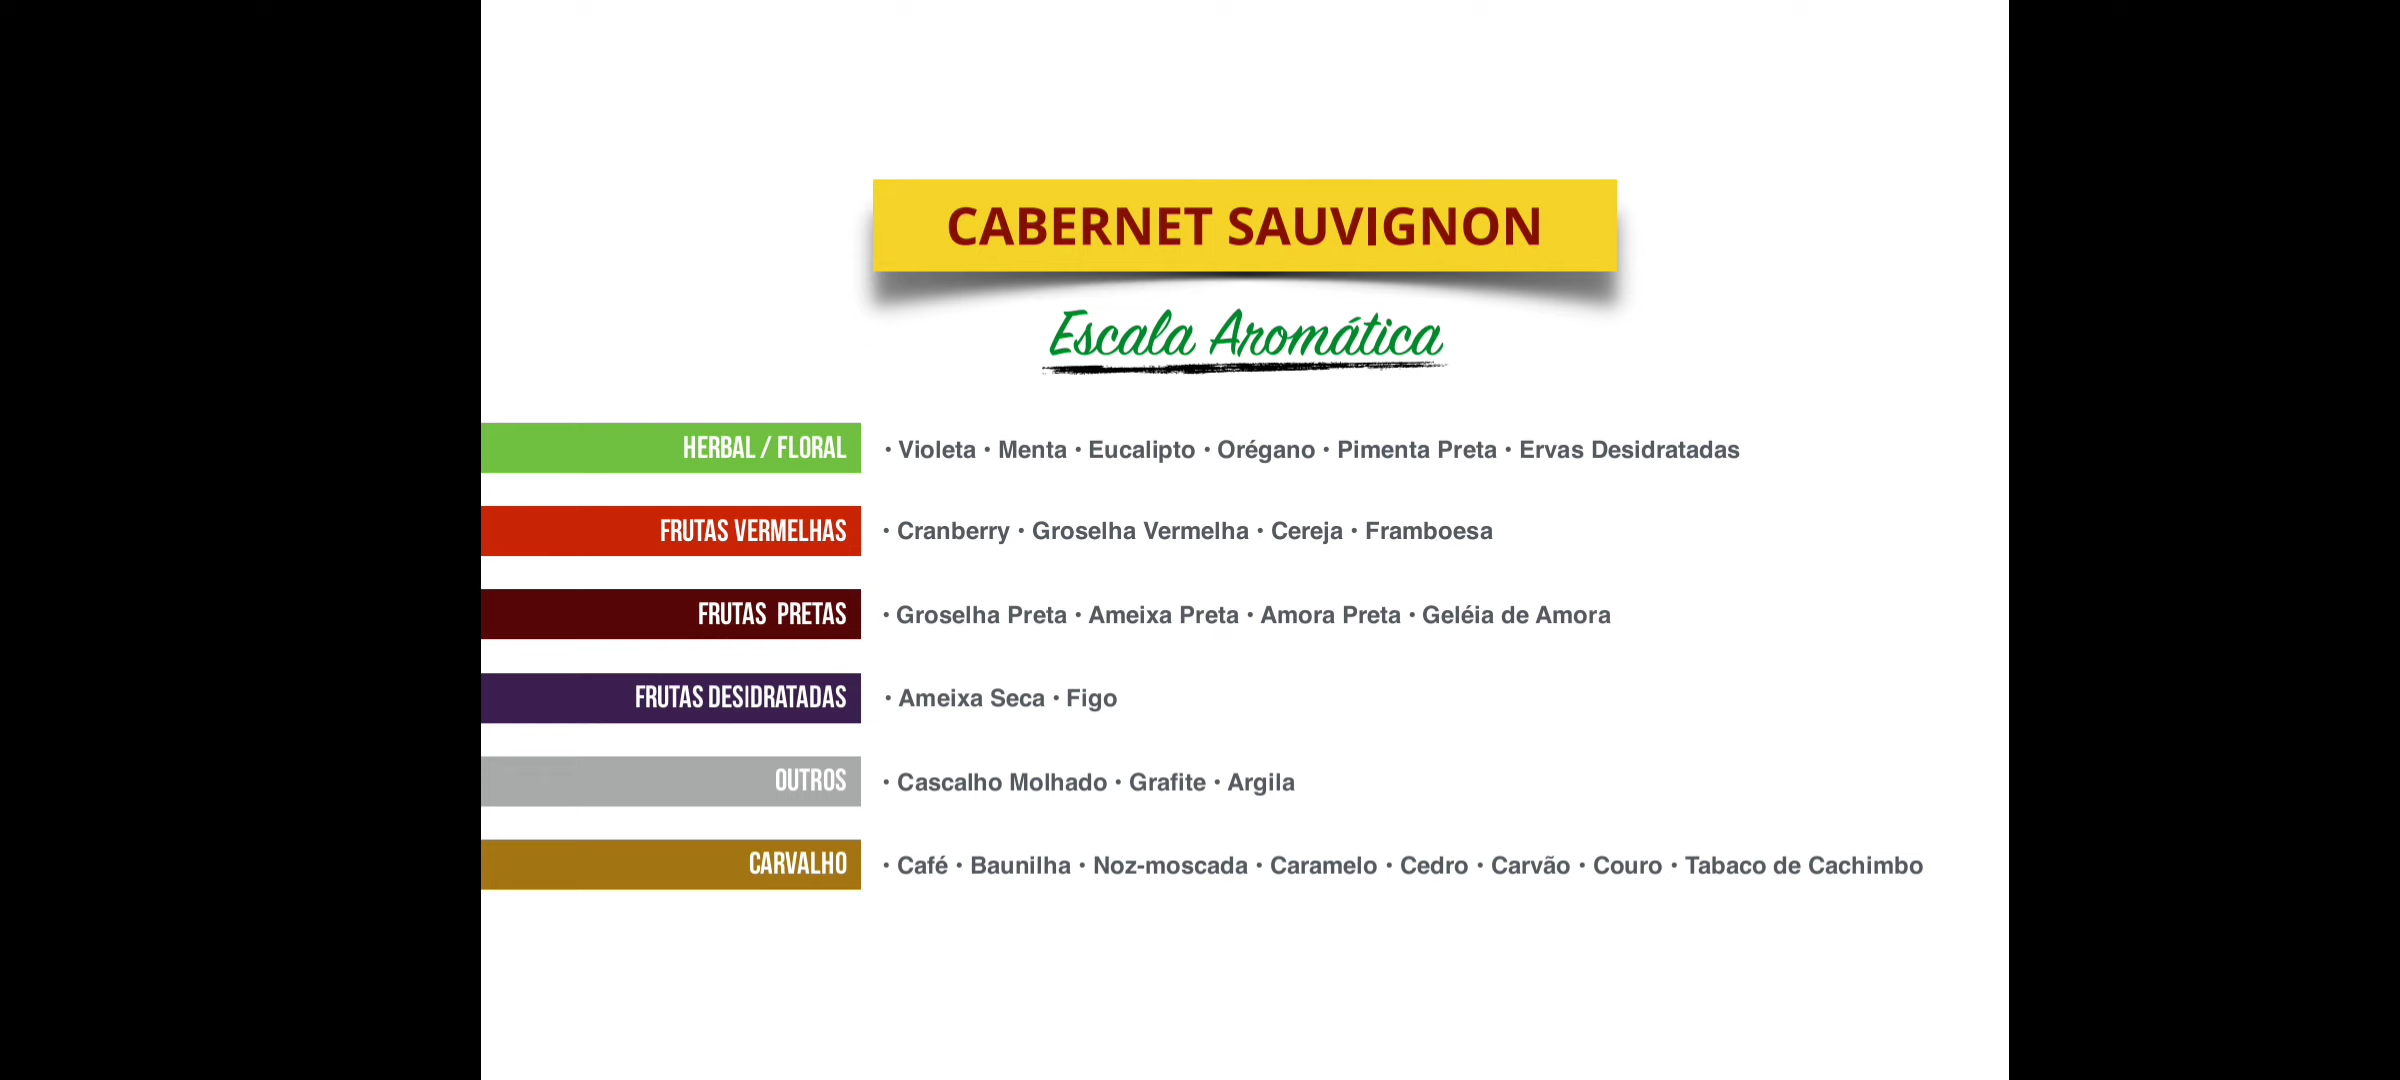 CABERNET SAUVIGNON
Escala Aromática
HERBAL / FLORAL • Violeta • Menta • Eucalipto • Orégano • Pimenta Preta • Ervas Desidratadas
FRUTAS VERMELHAS • Cranberry • Groselha Vermelha • Cereja • Framboesa
FRUTAS PRETAS • Groselha Preta • Ameixa Preta • Amora Preta • Geléia de Amora
FRUTAS DESIDRATADAS • Ameixa Seca • Figo
OUTROS • Cascalho Molhado • Grafite • Argila
CARVALHO • Café • Baunilha • Noz-moscada • Caramelo • Cedro • Carvão • Couro • Tabaco de Cachimbo